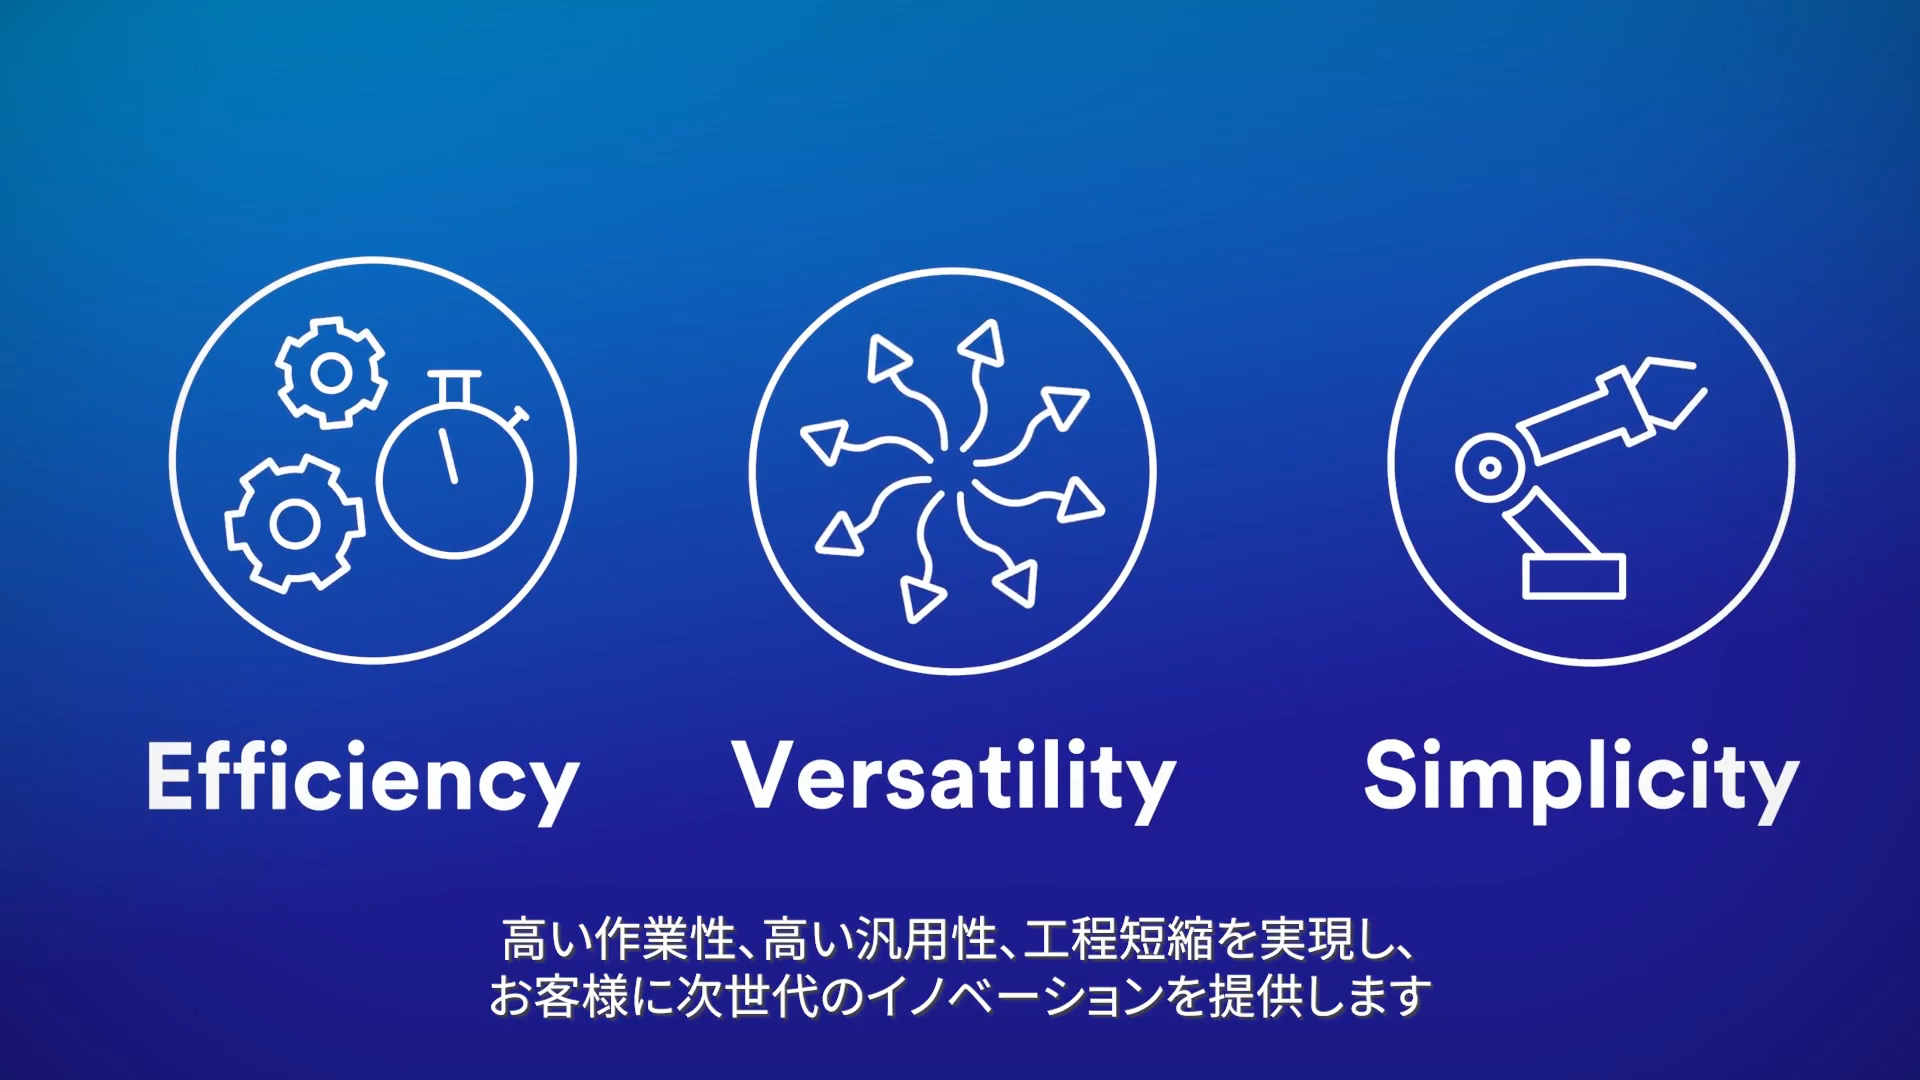 Efficiency
Versatility
Simplicity
高い作業性、高い汎用性、工程短縮を実現し、
お客様に次世代のイノベーションを提供します